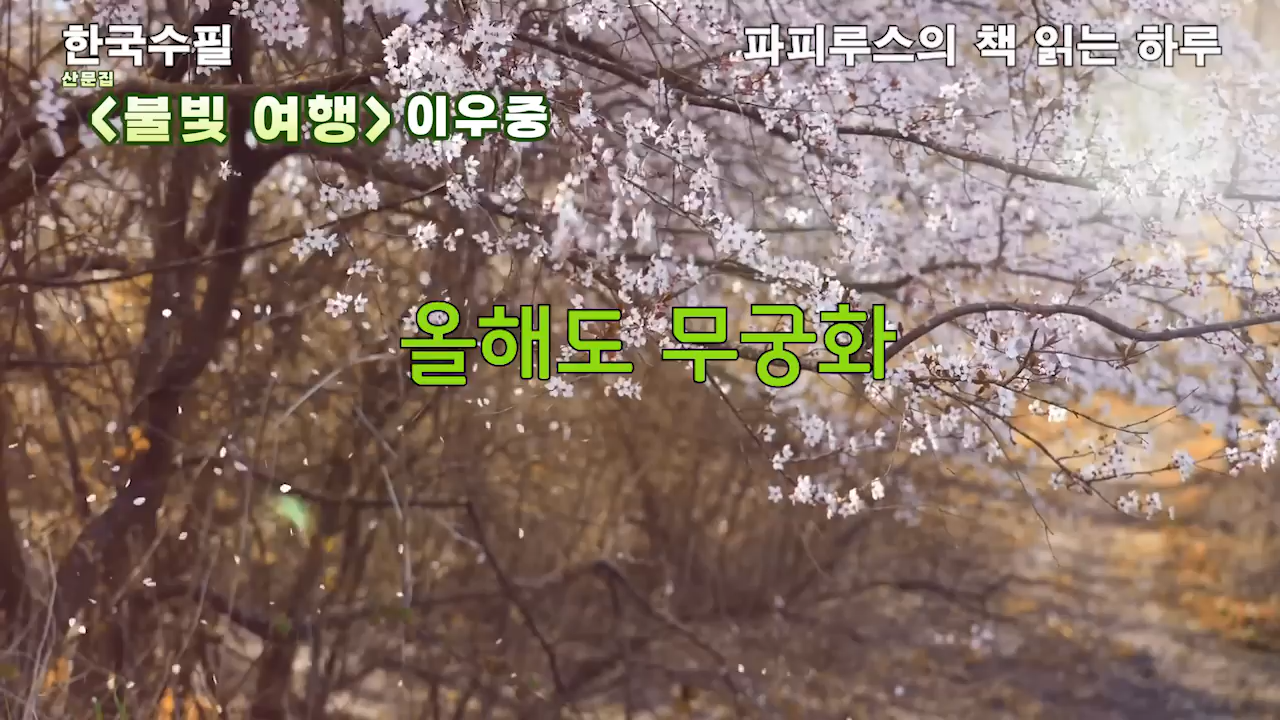 한국수필
파피루스의 책 읽는 하루
산문집
<불빛 여행> 이우중
올해도 무궁화